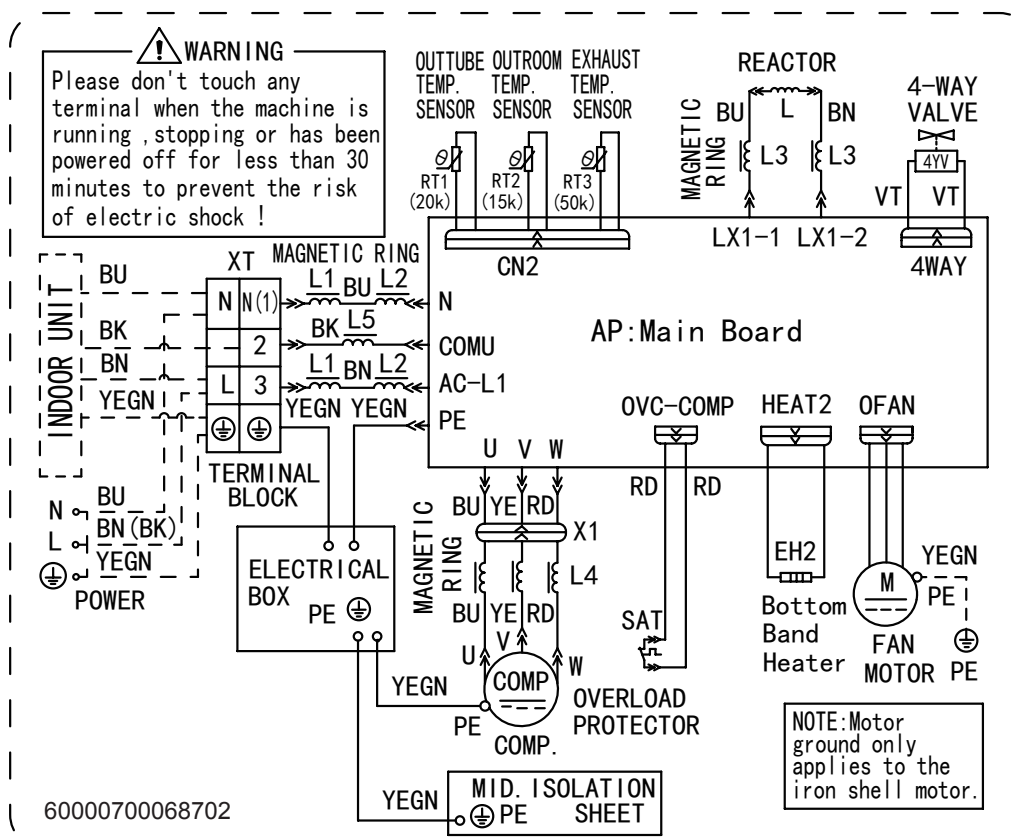 WARNING
Please don't touch any
terminal when the machine is
running ,stopping or has been
powered off for less than 30
minutes to prevent the risk
of electric shock !
OUTTUBE OUTROOM EXHAUST
TEMP. TEMP. TEMP.
SENSOR SENSOR SENSOR
θ θ θ
RT1 RT2 RT3
(20k) (15k) (50k)
CN2
REACTOR
BU L BN
MAGNETIC
RING
L3 L3
LX1-1 LX1-2
4-WAY
VALVE
4YV
VT VT
4WAY
AP:Main Board
INDOOR UNIT
BU
BK
BN
YEGN
XT
N N(1)
2
L 3
TERMINAL
BLOCK
MAGNETIC RING
L1 BU L2
N
BK L5
COMU
L1 BN L2
AC-L1
YEGN YEGN
PE
N BU
L BN(BK)
YEGN
POWER
ELECTRICAL
BOX
PE
U V W
BU YE RD
X1
MAGNETIC
RING
L4
BU YE RD
U V W
COMP
PE
COMP.
YEGN
OVC-COMP
RD RD
SAT
OVERLOAD
PROTECTOR
HEAT2
EH2
Bottom
Band
Heater
OFAN
M
YEGN
PE
FAN
MOTOR PE
NOTE:Motor
ground only
applies to the
iron shell motor.
YEGN
MID. ISOLATION
PE SHEET
60000700068702